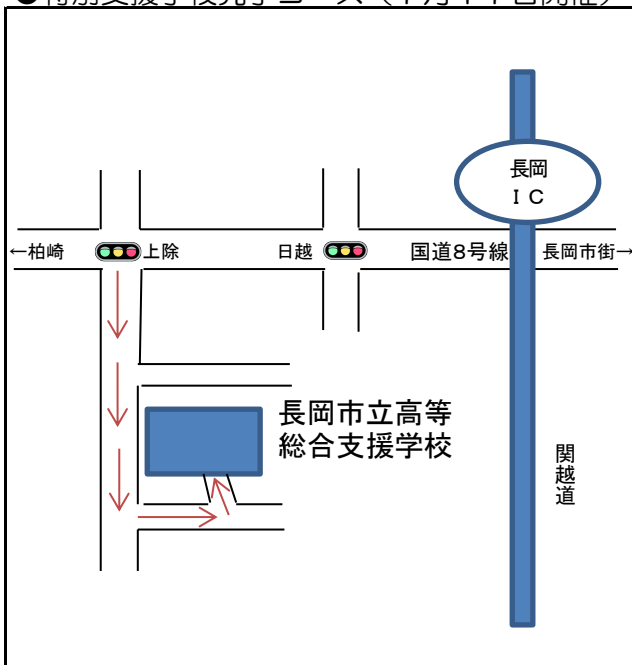 長岡
IC
←柏崎
上除
日越
国道8号線
長岡市街→
長岡市立高等
総合支援学校
関越道